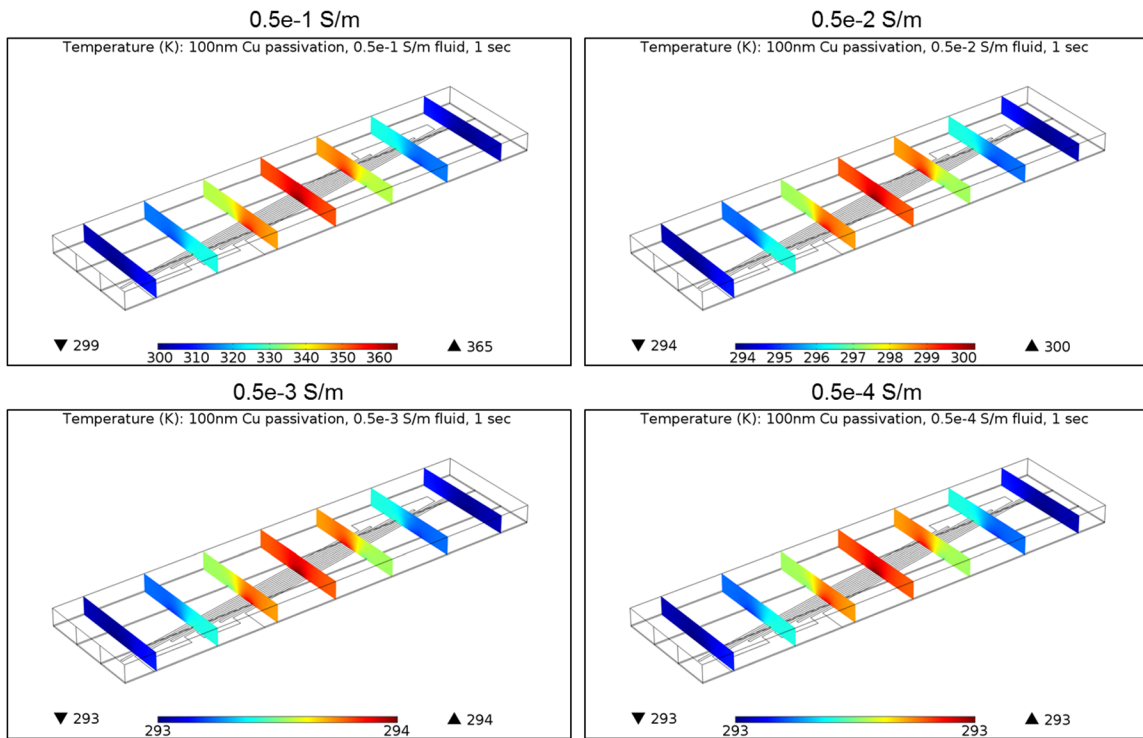 0.5e-1 S/m
Temperature (K): 100nm Cu passivation, 0.5e-1 S/m fluid, 1 sec
▼ 299
300 310 320 330 340 350 360
▲ 365
0.5e-2 S/m
Temperature (K): 100nm Cu passivation, 0.5e-2 S/m fluid, 1 sec
▼ 294
294 295 296 297 298 299 300
▲ 300
0.5e-3 S/m
Temperature (K): 100nm Cu passivation, 0.5e-3 S/m fluid, 1 sec
▼ 293
293 294
▲ 294
0.5e-4 S/m
Temperature (K): 100nm Cu passivation, 0.5e-4 S/m fluid, 1 sec
▼ 293
293 293
▲ 293